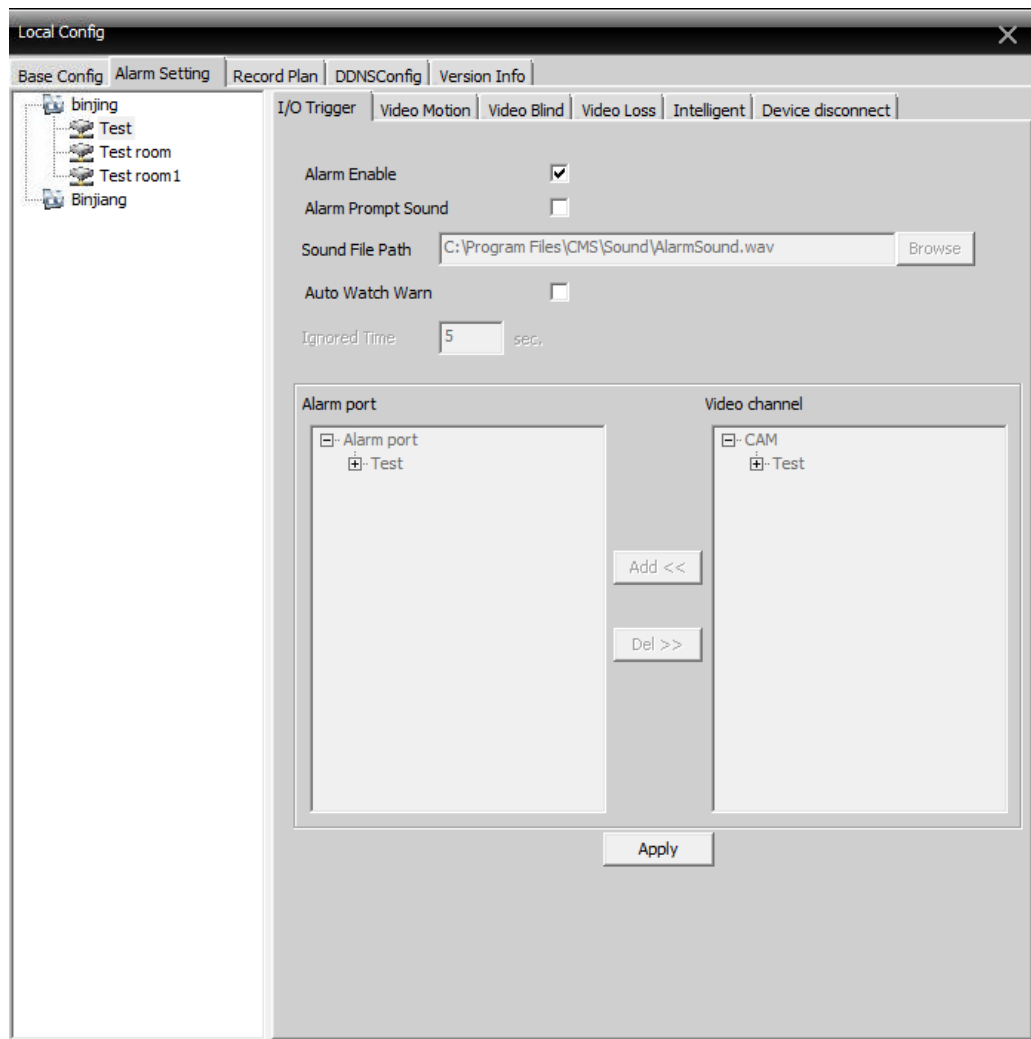 Local Config
Base Config Alarm Setting Record Plan DDNSConfig Version Info
binjing
Test
Test room
Test room1
Binjiang
I/O Trigger Video Motion Video Blind Video Loss Intelligent Device disconnect
Alarm Enable
Alarm Prompt Sound
Sound File Path C:\Program Files\CMS\Sound\AlarmSound.wav Browse
Auto Watch Warn
Ignored Time 5 sec.
Alarm port Video channel
Alarm port CAM
Test Test
Add <<
Del >>
Apply